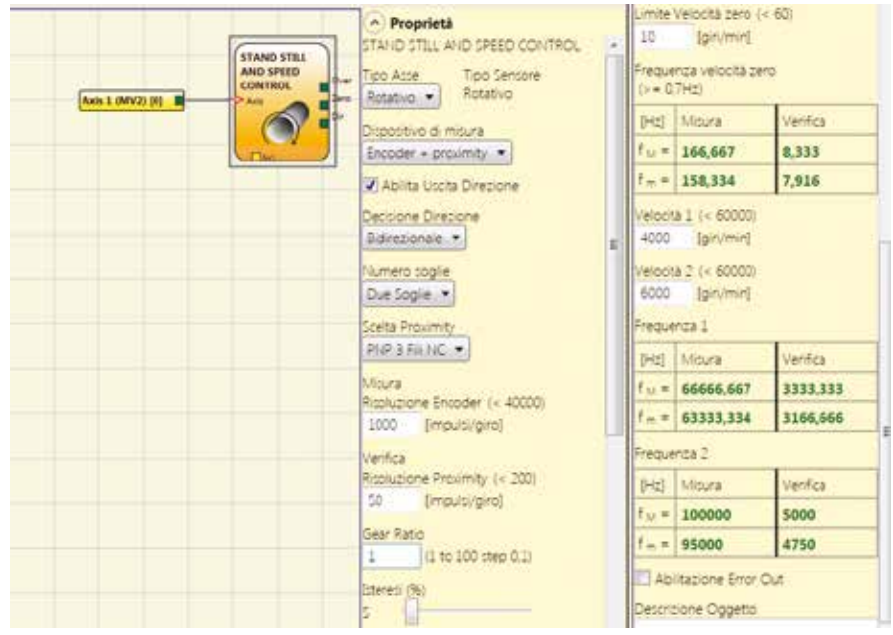 Axis 1 (MV2) [0]
STAND STILL
AND SPEED
CONTROL
Axis
Over
Zero
Dir
Proprietà
STAND STILL AND SPEED CONTROL
Tipo Asse Tipo Sensore
Rotativo Rotativo
Dispositivo di misura
Encoder + proximity
Abilita Uscita Direzione
Decisione Direzione
Bidirezionale
Numero soglie
Due Soglie
Scelta Proximity
PNP 3 Fili NC
Misura
Risoluzione Encoder (< 40000)
1000 [impulsi/giro]
Verifica
Risoluzione Proximity (< 200)
50 [impulsi/giro]
Gear Ratio
1 (1 to 100 step 0,1)
Isteresi (%)
5
Limite Velocità zero (< 60)
10 [giri/min]
Frequenza velocità zero
(>= 0.7Hz)
[Hz] Misura Verifica
f M = 166,667 8,333
f m = 158,334 7,916
Velocità 1 (< 60000)
4000 [giri/min]
Velocità 2 (< 60000)
6000 [giri/min]
Frequenza 1
[Hz] Misura Verifica
f M = 66666,667 3333,333
f m = 63333,334 3166,666
Frequenza 2
[Hz] Misura Verifica
f M = 100000 5000
f m = 95000 4750
Abilitazione Error Out
Descrizione Oggetto